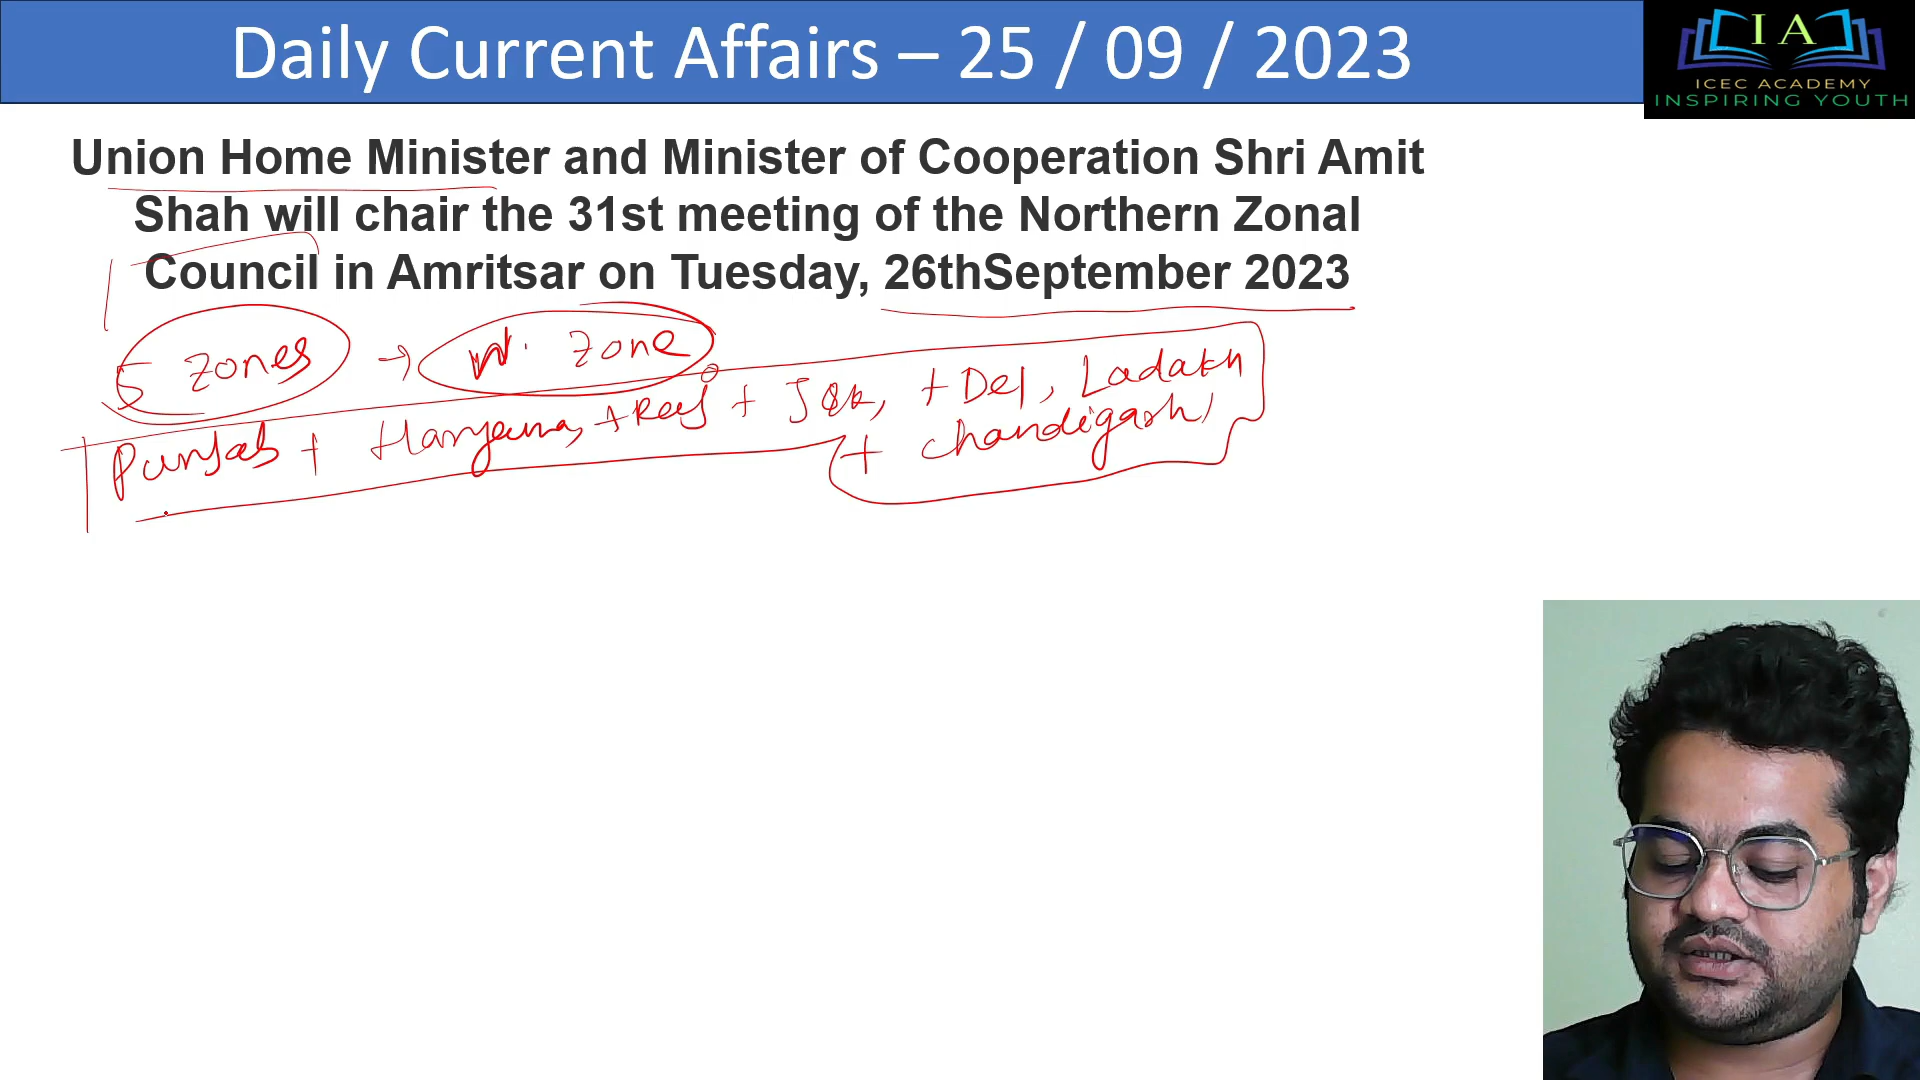 Daily Current Affairs – 25 / 09 / 2023
I A
ICEC ACADEMY
INSPIRING YOUTH
Union Home Minister and Minister of Cooperation Shri Amit
Shah will chair the 31st meeting of the Northern Zonal
Council in Amritsar on Tuesday, 26thSeptember 2023
5 zones → N. zone
Punjab + Haryana, + Raj + J&K, + Del, Ladakh
+ Chandigarh,